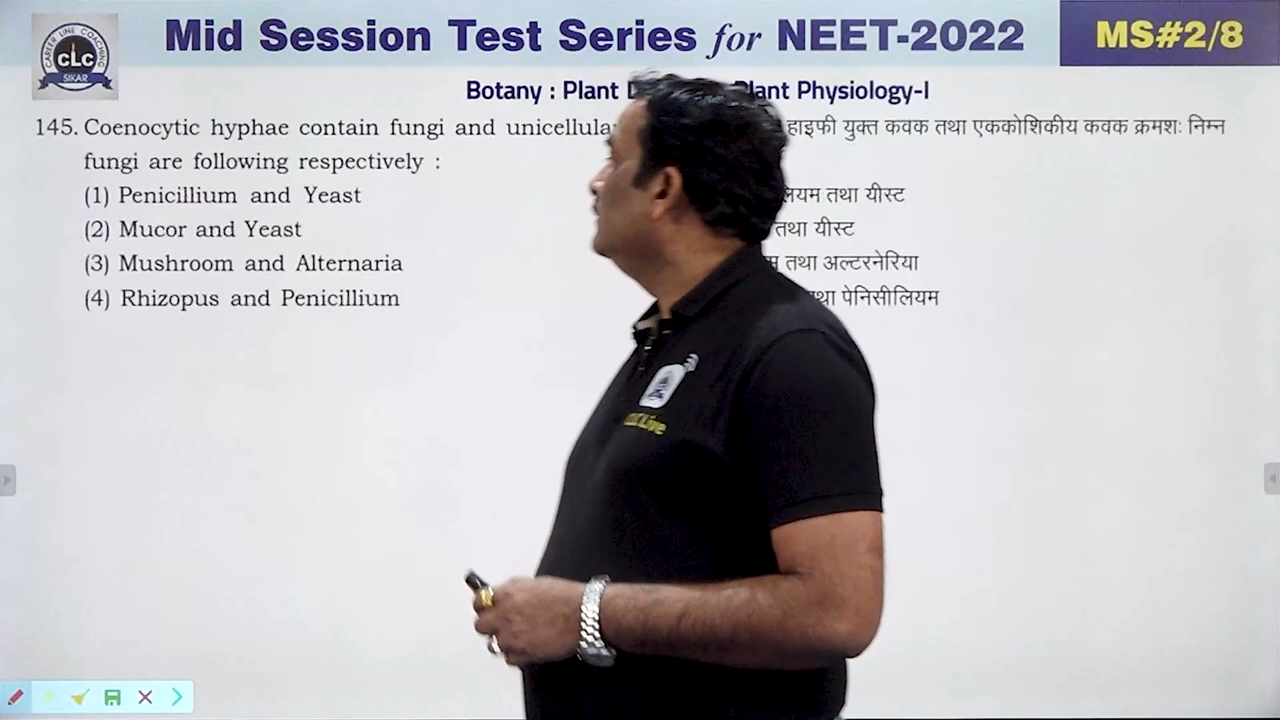 Mid Session Test Series for NEET-2022
MS#2/8
CAREER LINE COACHING
CLC
SIKAR
Botany : Plant Plant Physiology-I
145. Coenocytic hyphae contain fungi and
fungi are following respectively :
(1) Penicillium and Yeast
(2) Mucor and Yeast
(3) Mushroom and Alternaria
(4) Rhizopus and Penicillium
हाइफी युक्त कवक तथा एककोशिकीय कवक क्रमशः निम्न
तथा यीस्ट
तथा यीस्ट
तथा अल्टरनेरिया
तथा पेनिसीलियम